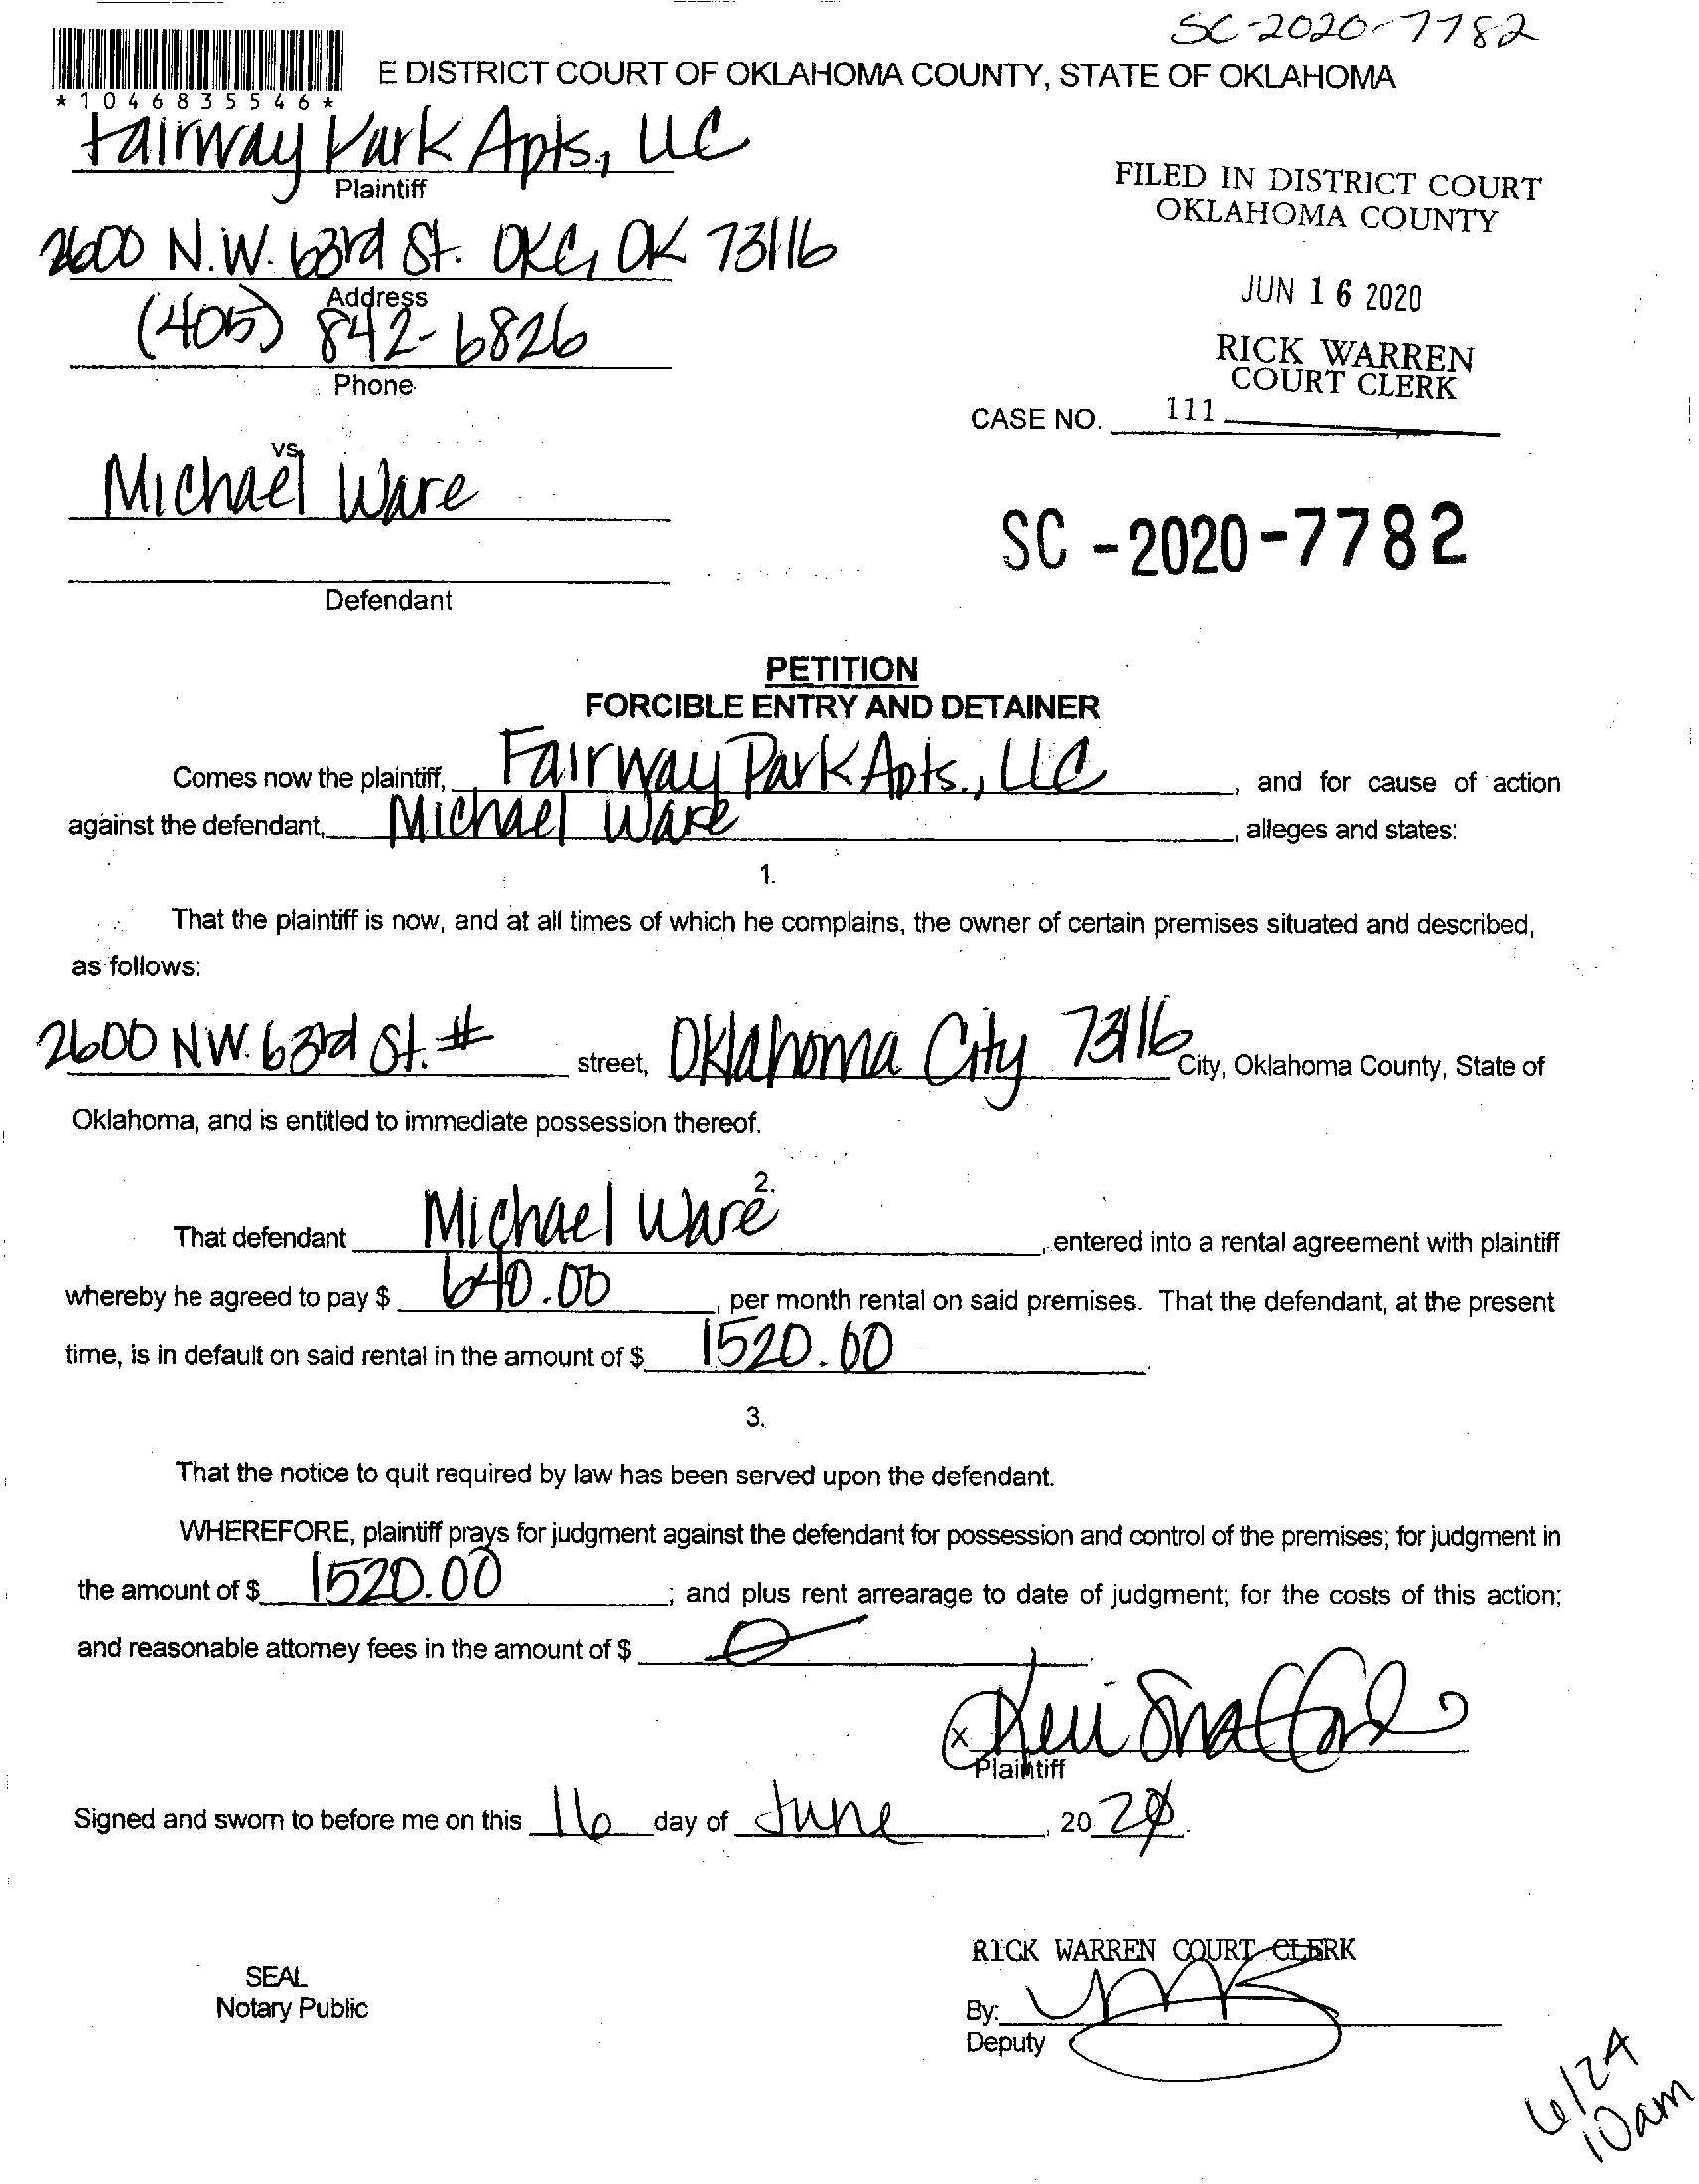 SC-2020-7782
E DISTRICT COURT OF OKLAHOMA COUNTY, STATE OF OKLAHOMA
*1046835546*
Fairway Park Apts., LLC
Plaintiff
FILED IN DISTRICT COURT
OKLAHOMA COUNTY
2600 N.W. 63rd St. OKC, OK 73116
Address
JUN 16 2020
(405) 842-6826
Phone
RICK WARREN
COURT CLERK
CASE NO. 111
vs.
Michael Ware
SC-2020-7782
Defendant
PETITION
FORCIBLE ENTRY AND DETAINER
Comes now the plaintiff, Fairway Park Apts., LLC, and for cause of action
against the defendant, Michael Ware, alleges and states:
1.
That the plaintiff is now, and at all times of which he complains, the owner of certain premises situated and described,
as follows:
2600 NW. 63rd St. # street, Oklahoma City 73116 City, Oklahoma County, State of
Oklahoma, and is entitled to immediate possession thereof.
2.
That defendant Michael Ware, entered into a rental agreement with plaintiff
whereby he agreed to pay $ 640.00, per month rental on said premises. That the defendant, at the present
time, is in default on said rental in the amount of $ 1520.00.
3.
That the notice to quit required by law has been served upon the defendant.
WHEREFORE, plaintiff prays for judgment against the defendant for possession and control of the premises; for judgment in
the amount of $ 1520.00; and plus rent arrearage to date of judgment; for the costs of this action;
and reasonable attorney fees in the amount of $
X
Plaintiff
Signed and sworn to before me on this 16 day of June, 20 20.
RICK WARREN COURT CLERK
SEAL
Notary Public
By:
Deputy
6/24
10am